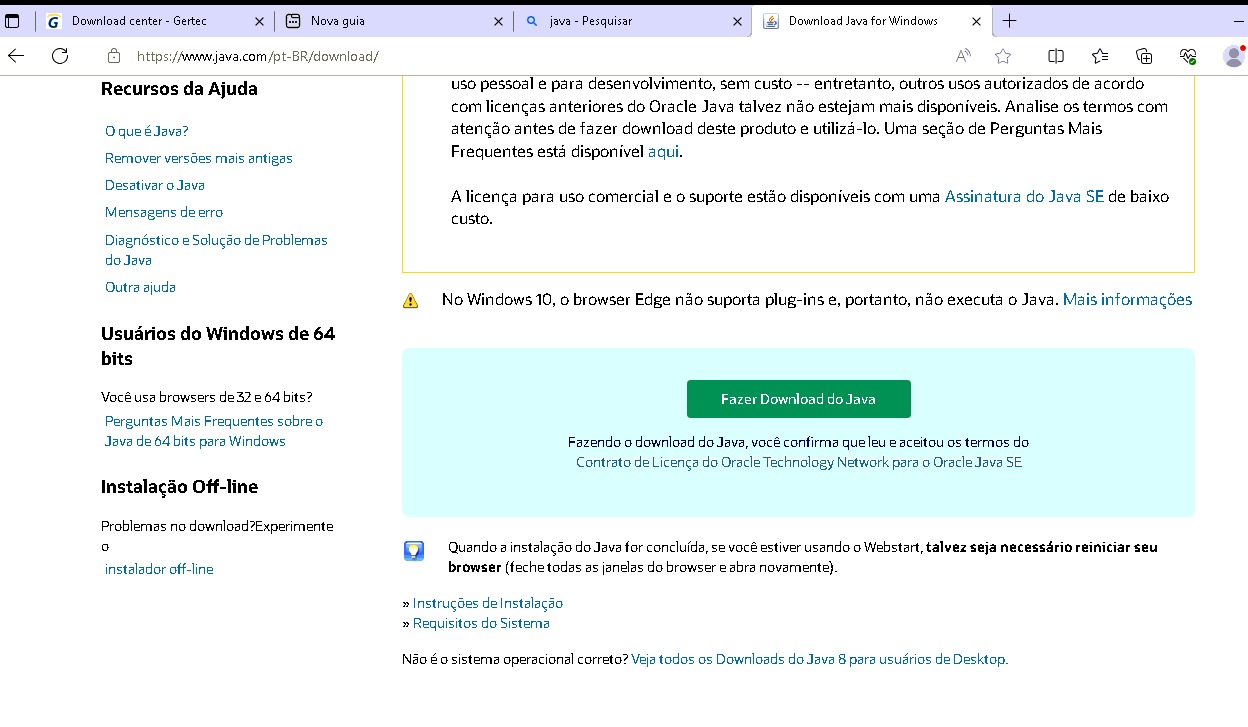 Download center - Gertec
Nova guia
java - Pesquisar
Download Java for Windows
https://www.java.com/pt-BR/download/
Recursos da Ajuda
O que é Java?
Remover versões mais antigas
Desativar o Java
Mensagens de erro
Diagnóstico e Solução de Problemas
do Java
Outra ajuda
Usuários do Windows de 64
bits
Você usa browsers de 32 e 64 bits?
Perguntas Mais Frequentes sobre o
Java de 64 bits para Windows
Instalação Off-line
Problemas no download?Experimente
o
instalador off-line
uso pessoal e para desenvolvimento, sem custo -- entretanto, outros usos autorizados de acordo
com licenças anteriores do Oracle Java talvez não estejam mais disponíveis. Analise os termos com
atenção antes de fazer download deste produto e utilizá-lo. Uma seção de Perguntas Mais
Frequentes está disponível aqui.
A licença para uso comercial e o suporte estão disponíveis com uma Assinatura do Java SE de baixo
custo.
No Windows 10, o browser Edge não suporta plug-ins e, portanto, não executa o Java. Mais informações
Fazer Download do Java
Fazendo o download do Java, você confirma que leu e aceitou os termos do
Contrato de Licença do Oracle Technology Network para o Oracle Java SE
Quando a instalação do Java for concluída, se você estiver usando o Webstart, talvez seja necessário reiniciar seu
browser (feche todas as janelas do browser e abra novamente).
» Instruções de Instalação
» Requisitos do Sistema
Não é o sistema operacional correto? Veja todos os Downloads do Java 8 para usuários de Desktop.